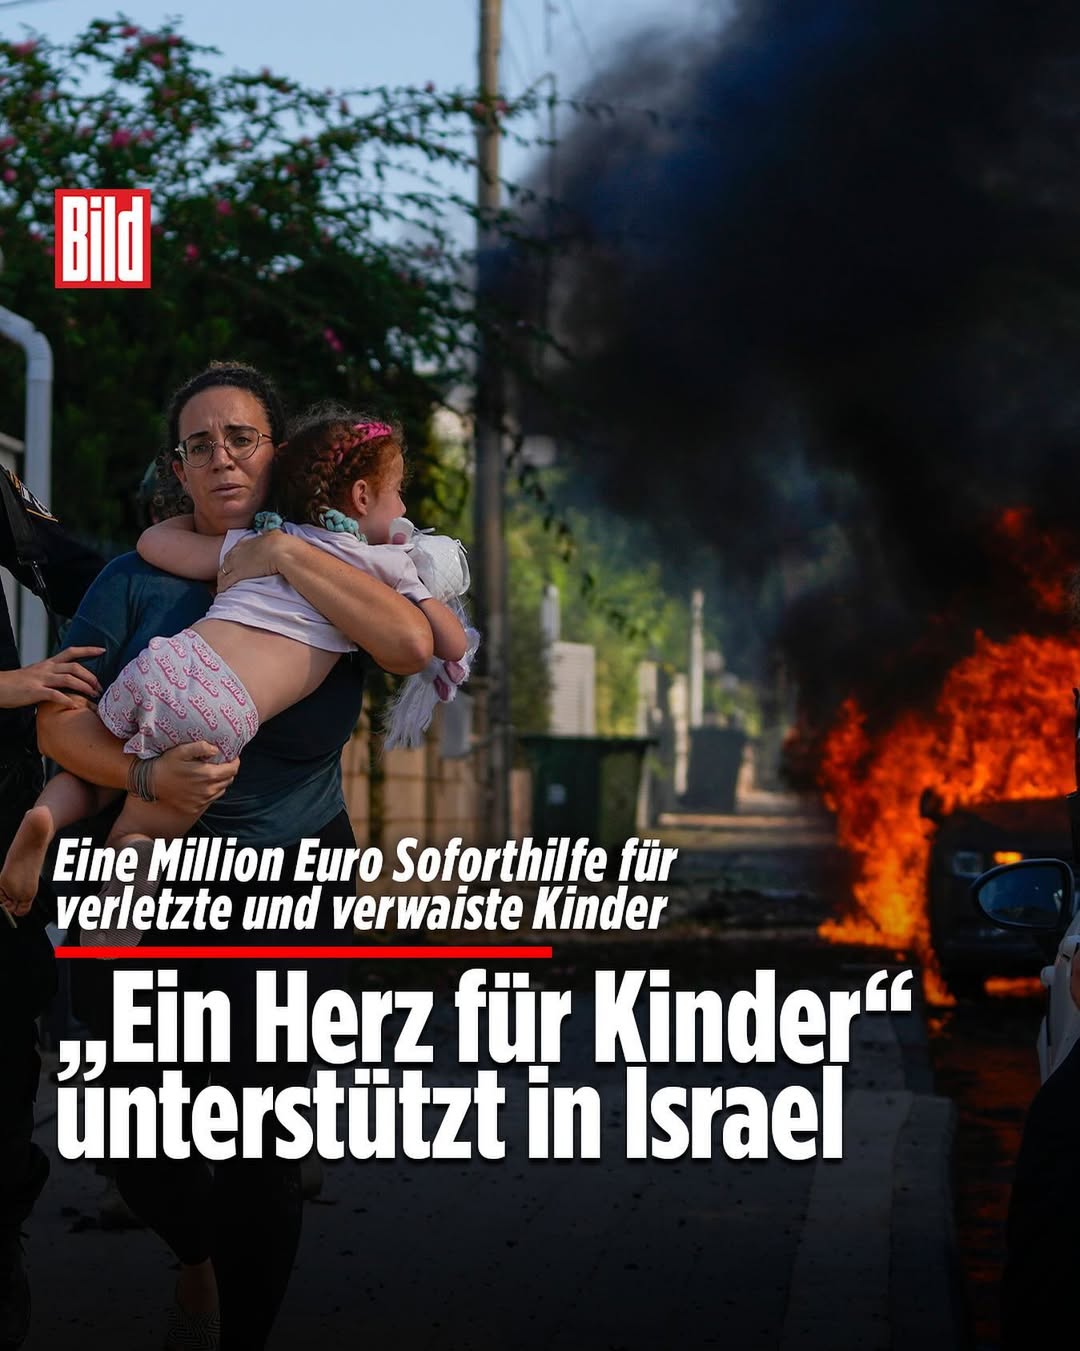 Bild
Eine Million Euro Soforthilfe für
verletzte und verwaiste Kinder
„Ein Herz für Kinder“
unterstützt in Israel